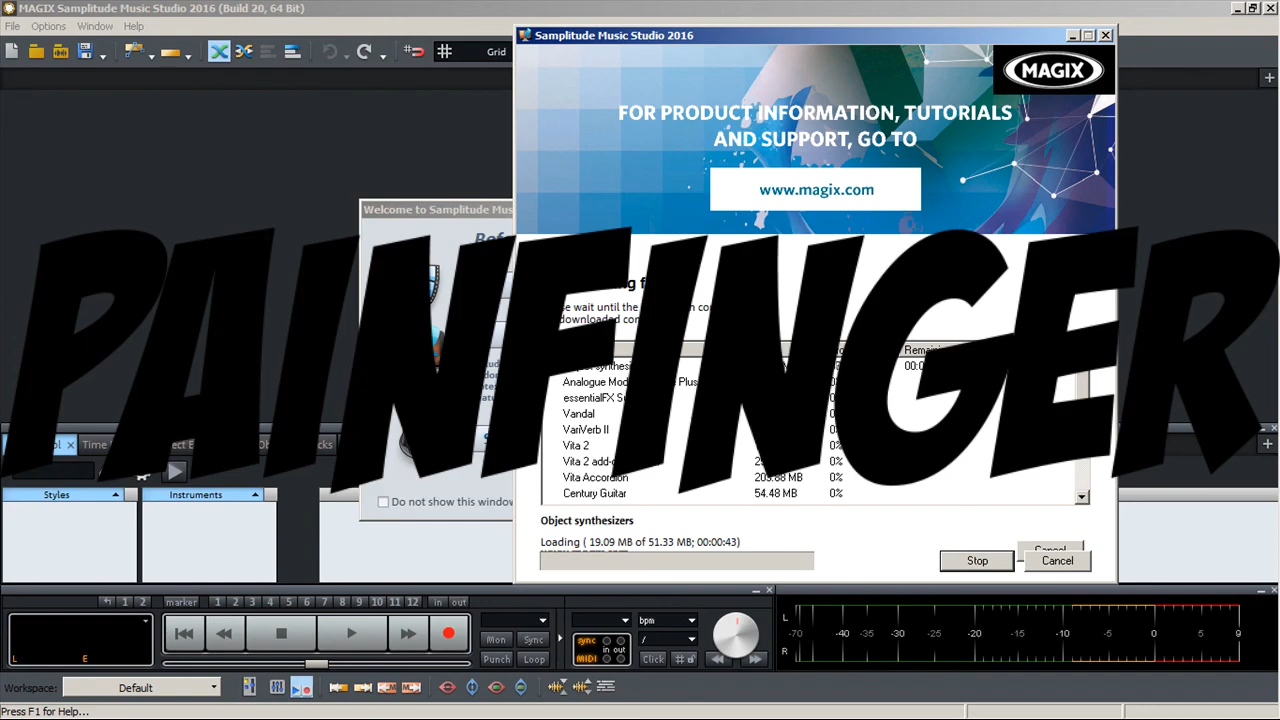 MAGIX Samplitude Music Studio 2016 (Build 20, 64 Bit)
File Options Window Help
Grid
Samplitude Music Studio 2016
MAGIX
FOR PRODUCT INFORMATION, TUTORIALS
AND SUPPORT, GO TO
www.magix.com
Welcome to Samplitude Mus
PAINFINGER
Analogue Mod Plus
essentialFX Su
Vandal
VariVerb II
Vita 2
Vita 2 add-o
Vita Accordion 205.88 MB 0%
Century Guitar 54.48 MB 0%
Styles Instruments
Do not show this window
Object synthesizers
Loading ( 19.09 MB of 51.33 MB; 00:00:43)
Stop Cancel
Cancel
1 2 marker 1 2 3 4 5 6 7 8 9 10 11 12 in out
L E
Mon Sync
Punch Loop
sync
MIDI
in out
bpm
/
Click
L
R
-70 -40 -35 -30 -20 -15 -10 -5 0 5 9
Workspace: Default
Press F1 for Help...